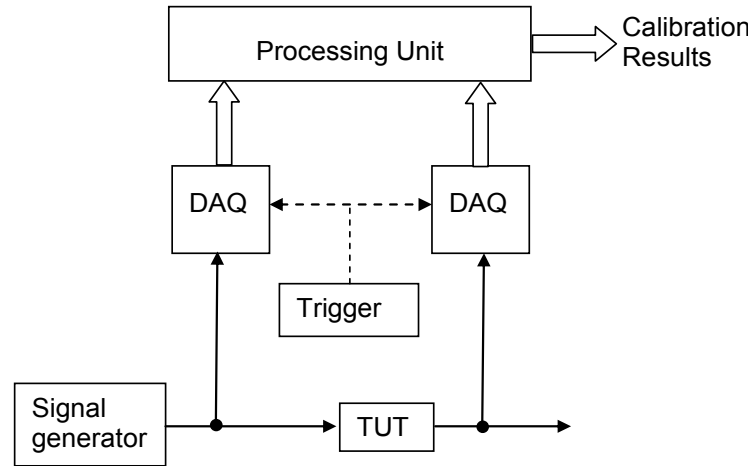 Processing Unit
Calibration
Results
DAQ
DAQ
Trigger
Signal
generator
TUT